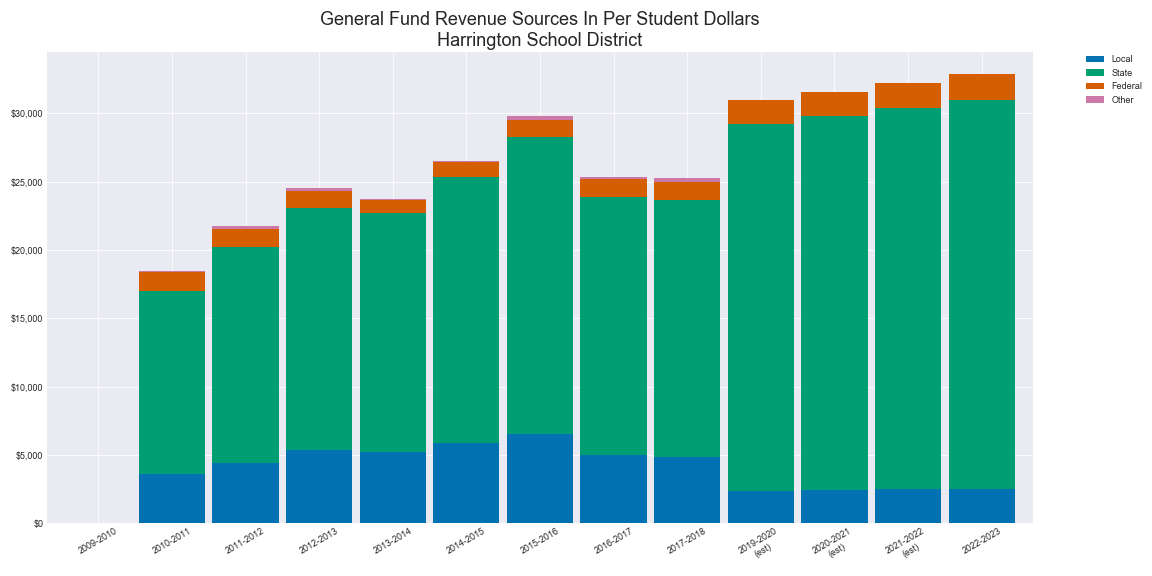 General Fund Revenue Sources In Per Student Dollars
Harrington School District
Local
State
Federal
Other
$30,000
$25,000
$20,000
$15,000
$10,000
$5,000
$0
2009-2010
2010-2011
2011-2012
2012-2013
2013-2014
2014-2015
2015-2016
2016-2017
2017-2018
2019-2020
(est)
2020-2021
(est)
2021-2022
(est)
2022-2023